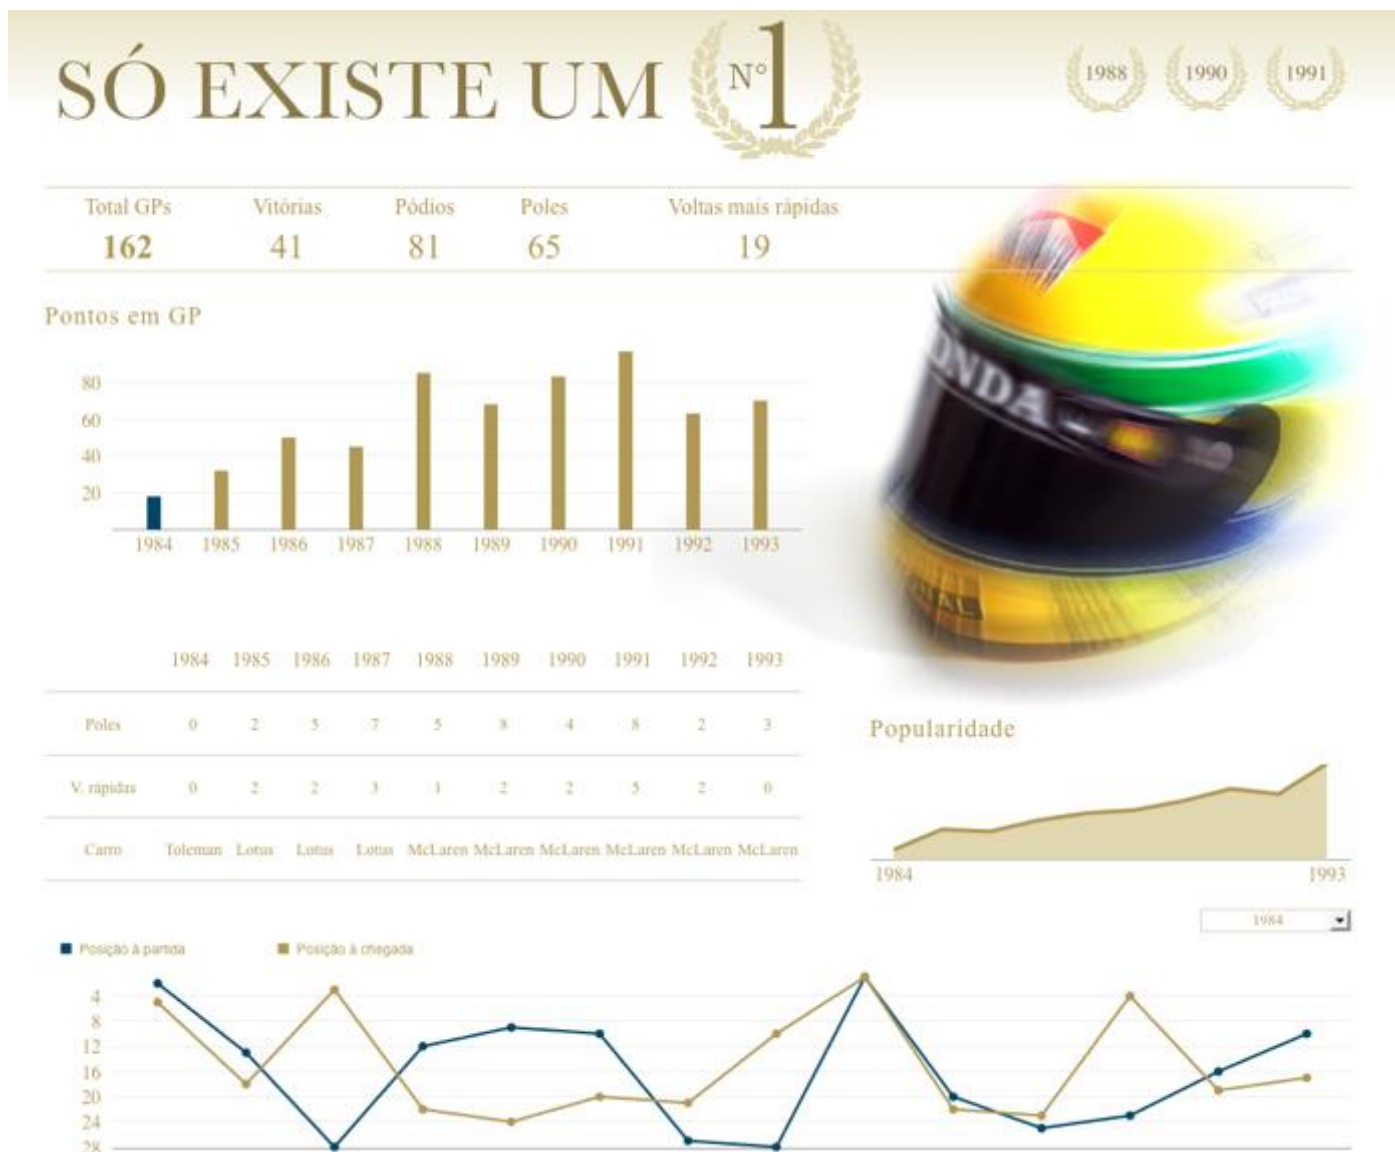 SÓ EXISTE UM Nº1
1988 1990 1991
Total GPs Vitórias Pódios Poles Voltas mais rápidas
162 41 81 65 19
Pontos em GP
80
60
40
20
1984 1985 1986 1987 1988 1989 1990 1991 1992 1993
ONDA
1984 1985 1986 1987 1988 1989 1990 1991 1992 1993
Poles 0 2 5 7 5 8 4 8 2 3
V. rápidas 0 2 2 3 1 2 2 5 2 0
Carro Toleman Lotus Lotus Lotus McLaren McLaren McLaren McLaren McLaren McLaren
Popularidade
1984 1993
1984
Posição à partida Posição à chegada
4
8
12
16
20
24
28